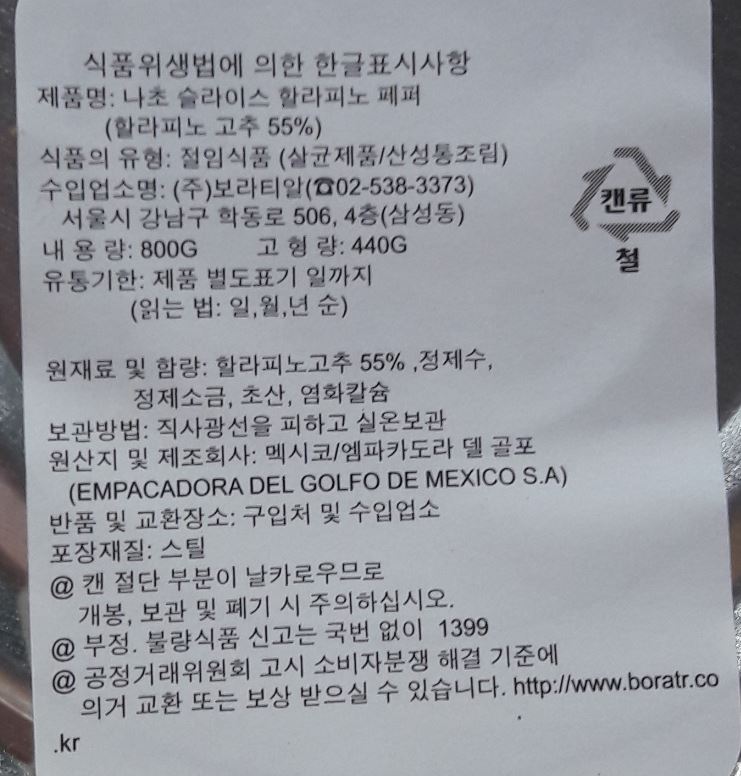 식품위생법에 의한 한글표시사항
제품명: 나초 슬라이스 할라피노 페퍼
(할라피노 고추 55%)
식품의 유형: 절임식품 (살균제품/산성통조림)
수입업소명: (주)보라티알(☎02-538-3373)
서울시 강남구 학동로 506, 4층(삼성동)
내 용 량: 800G 고 형 량: 440G
유통기한: 제품 별도표기 일까지
(읽는 법: 일,월,년 순)
캔류
철
원재료 및 함량: 할라피노고추 55% ,정제수,
정제소금, 초산, 염화칼슘
보관방법: 직사광선을 피하고 실온보관
원산지 및 제조회사: 멕시코/엠파카도라 델 골포
(EMPACADORA DEL GOLFO DE MEXICO S.A)
반품 및 교환장소: 구입처 및 수입업소
포장재질: 스틸
@ 캔 절단 부분이 날카로우므로
개봉, 보관 및 폐기 시 주의하십시오.
@ 부정. 불량식품 신고는 국번 없이 1399
@ 공정거래위원회 고시 소비자분쟁 해결 기준에
의거 교환 또는 보상 받으실 수 있습니다. http://www.boratr.co
.kr